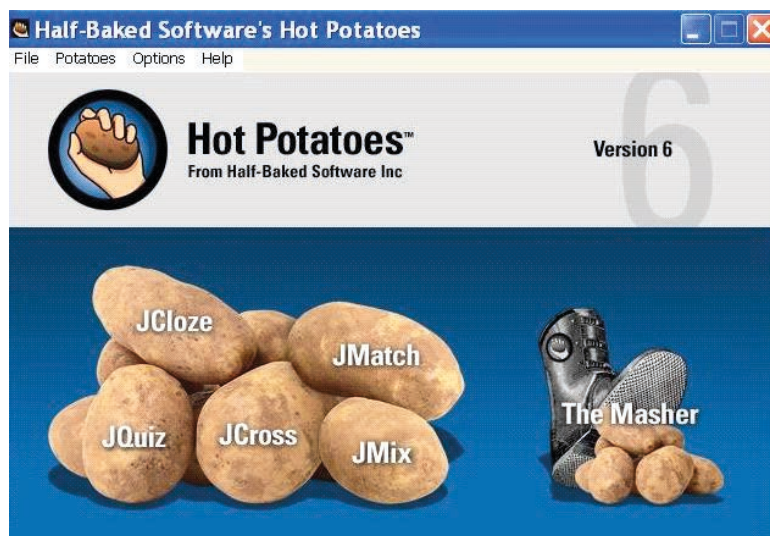 Half-Baked Software's Hot Potatoes
File Potatoes Options Help
Hot Potatoes™
From Half-Baked Software Inc
6
Version 6
JCloze
JMatch
The Masher
JQuiz
JCross
JMix